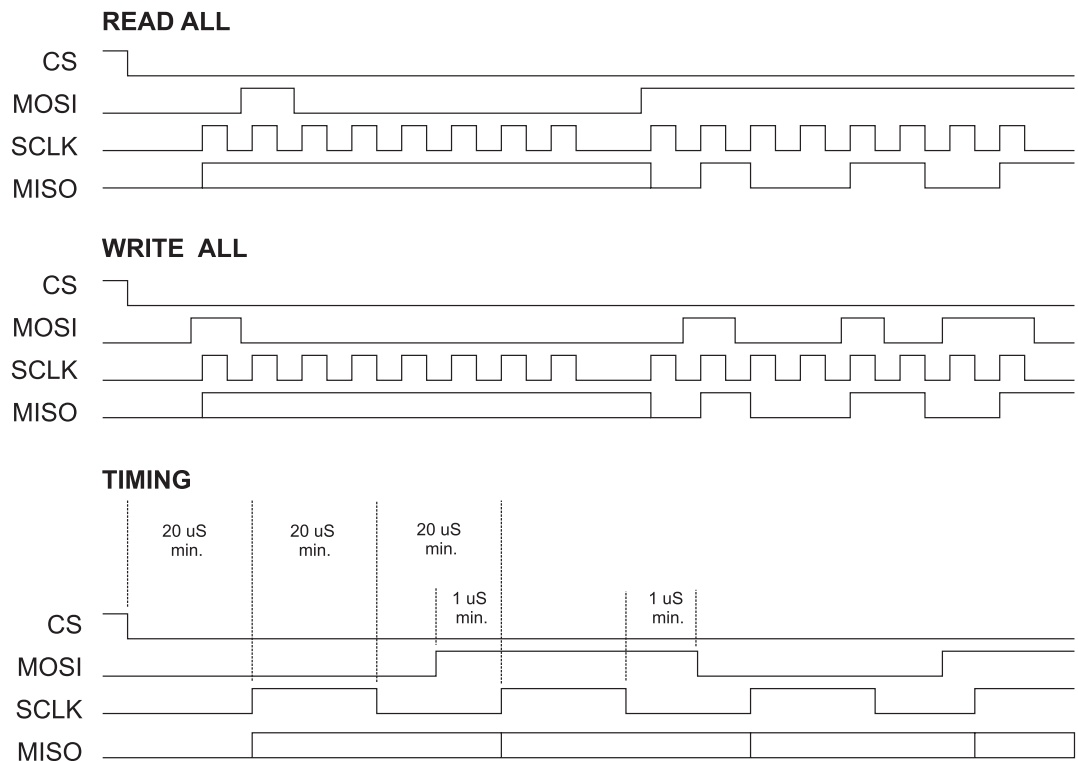 READ ALL
CS
MOSI
SCLK
MISO
WRITE ALL
CS
MOSI
SCLK
MISO
TIMING
20 uS
min.
20 uS
min.
20 uS
min.
1 uS
min.
1 uS
min.
CS
MOSI
SCLK
MISO